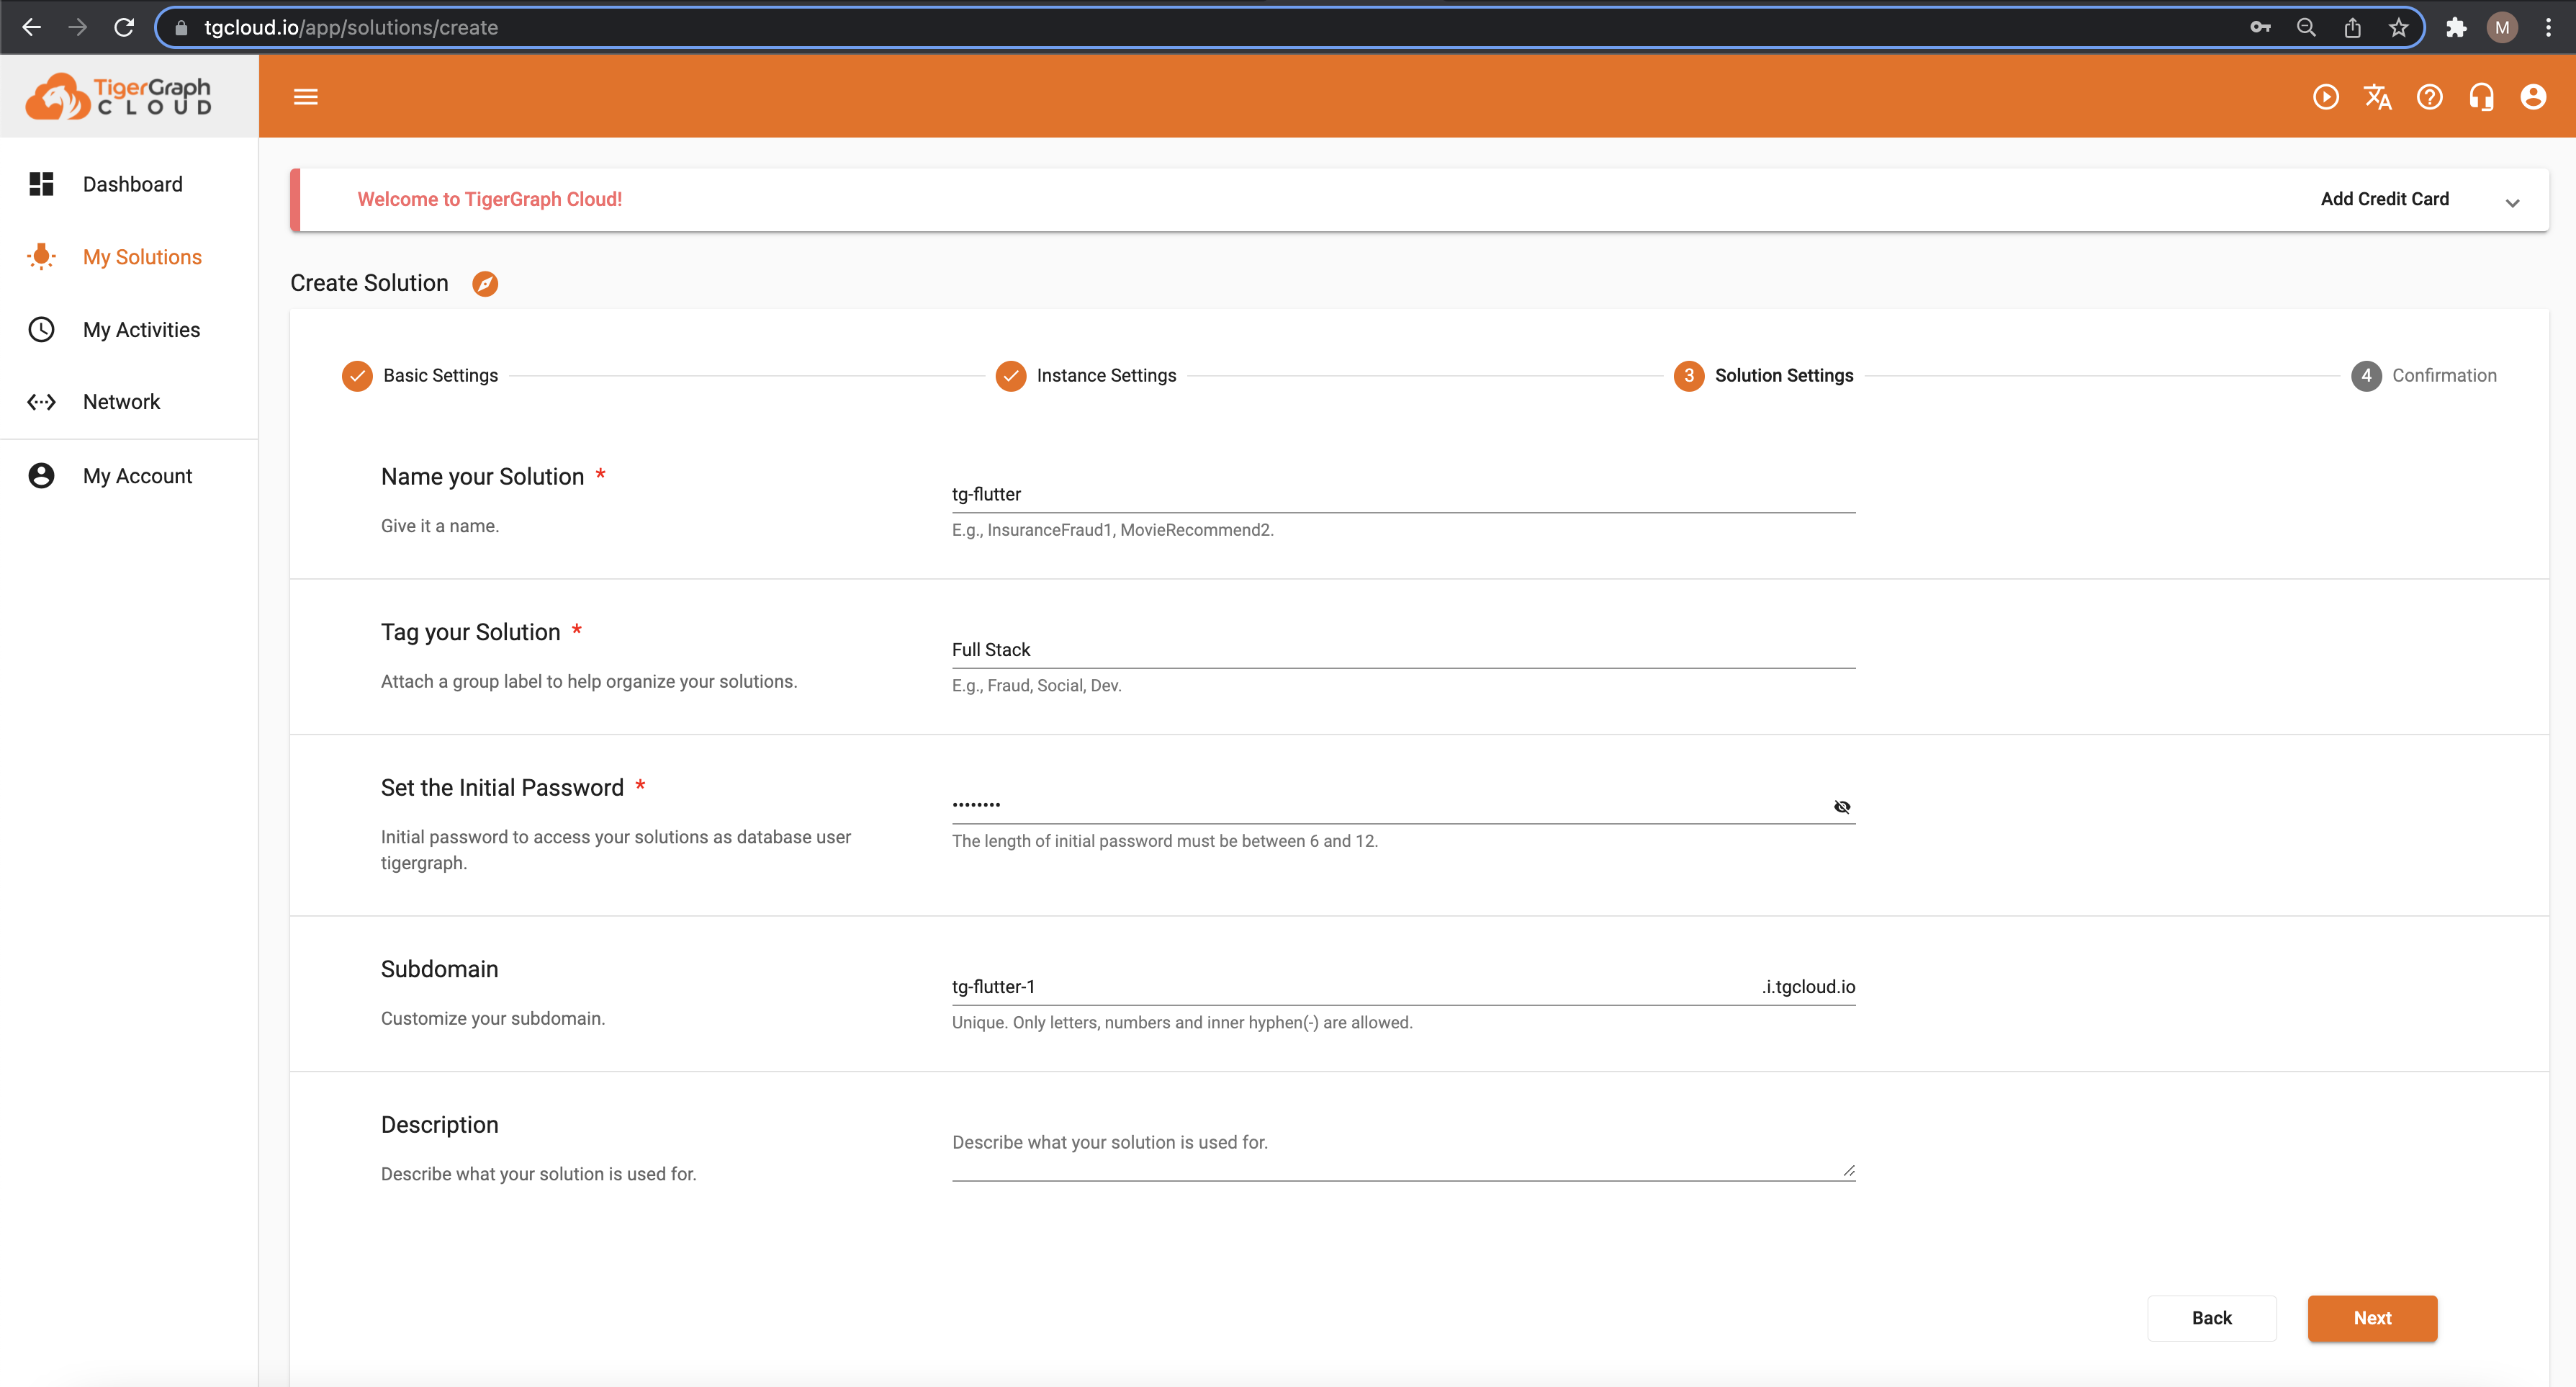 tgcloud.io/app/solutions/create
M
TigerGraph
CLOUD
Dashboard
My Solutions
My Activities
Network
My Account
Welcome to TigerGraph Cloud!
Add Credit Card
Create Solution
Basic Settings
Instance Settings
3 Solution Settings
4 Confirmation
Name your Solution *
Give it a name.
tg-flutter
E.g., InsuranceFraud1, MovieRecommend2.
Tag your Solution *
Attach a group label to help organize your solutions.
Full Stack
E.g., Fraud, Social, Dev.
Set the Initial Password *
Initial password to access your solutions as database user
tigergraph.
••••••••
The length of initial password must be between 6 and 12.
Subdomain
Customize your subdomain.
tg-flutter-1 .i.tgcloud.io
Unique. Only letters, numbers and inner hyphen(-) are allowed.
Description
Describe what your solution is used for.
Describe what your solution is used for.
Back
Next